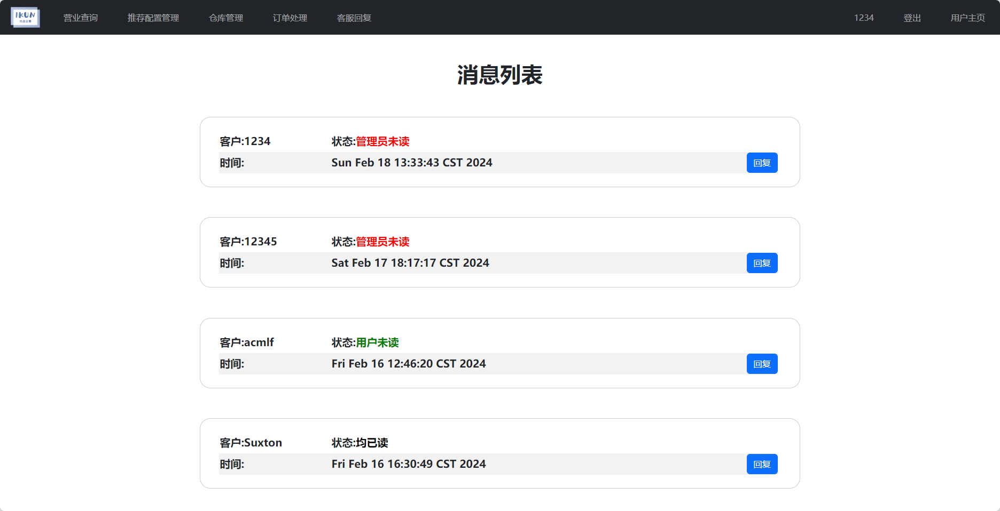 IKUN
营业查询 推荐配置管理 仓库管理 订单处理 客服回复 1234 登出 用户主页
消息列表
客户:1234 状态:管理员未读
时间: Sun Feb 18 13:33:43 CST 2024 回复
客户:12345 状态:管理员未读
时间: Sat Feb 17 18:17:17 CST 2024 回复
客户:acmlf 状态:用户未读
时间: Fri Feb 16 12:46:20 CST 2024 回复
客户:Suxton 状态:均已读
时间: Fri Feb 16 16:30:49 CST 2024 回复